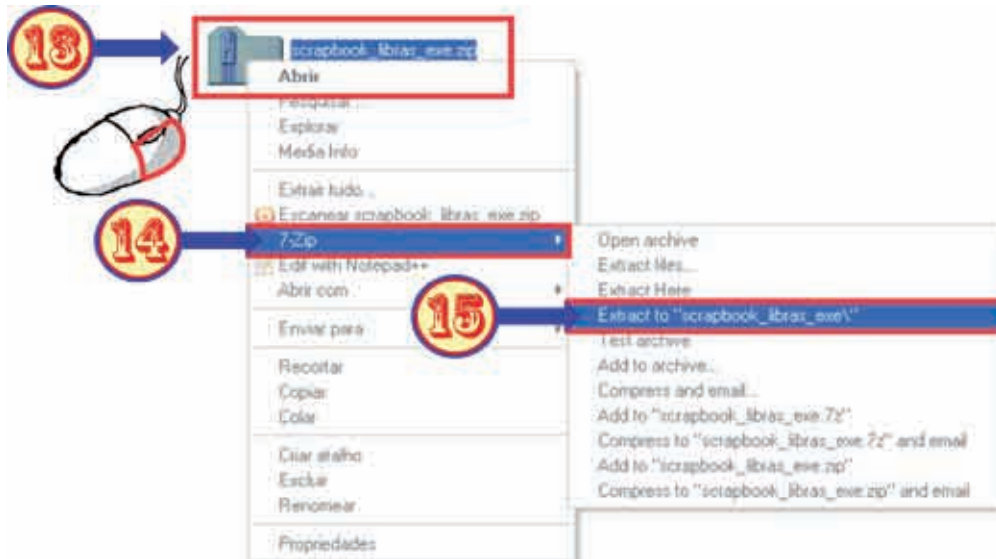 13
scrapbook_libras_exe.zip
Abrir
Pesquisar...
Explorar
Media Info
Extrair tudo...
Escanear scrapbook_libras_exe.zip
14
7-Zip
Edit with Notepad++
Abrir com
Enviar para
Recortar
Copiar
Colar
Criar atalho
Excluir
Renomear
Propriedades
Open archive
Extract files...
Extract Here
15
Extract to "scrapbook_libras_exe\"
Test archive
Add to archive...
Compress and email...
Add to "scrapbook_libras_exe.7z"
Compress to "scrapbook_libras_exe.7z" and email
Add to "scrapbook_libras_exe.zip"
Compress to "scrapbook_libras_exe.zip" and email